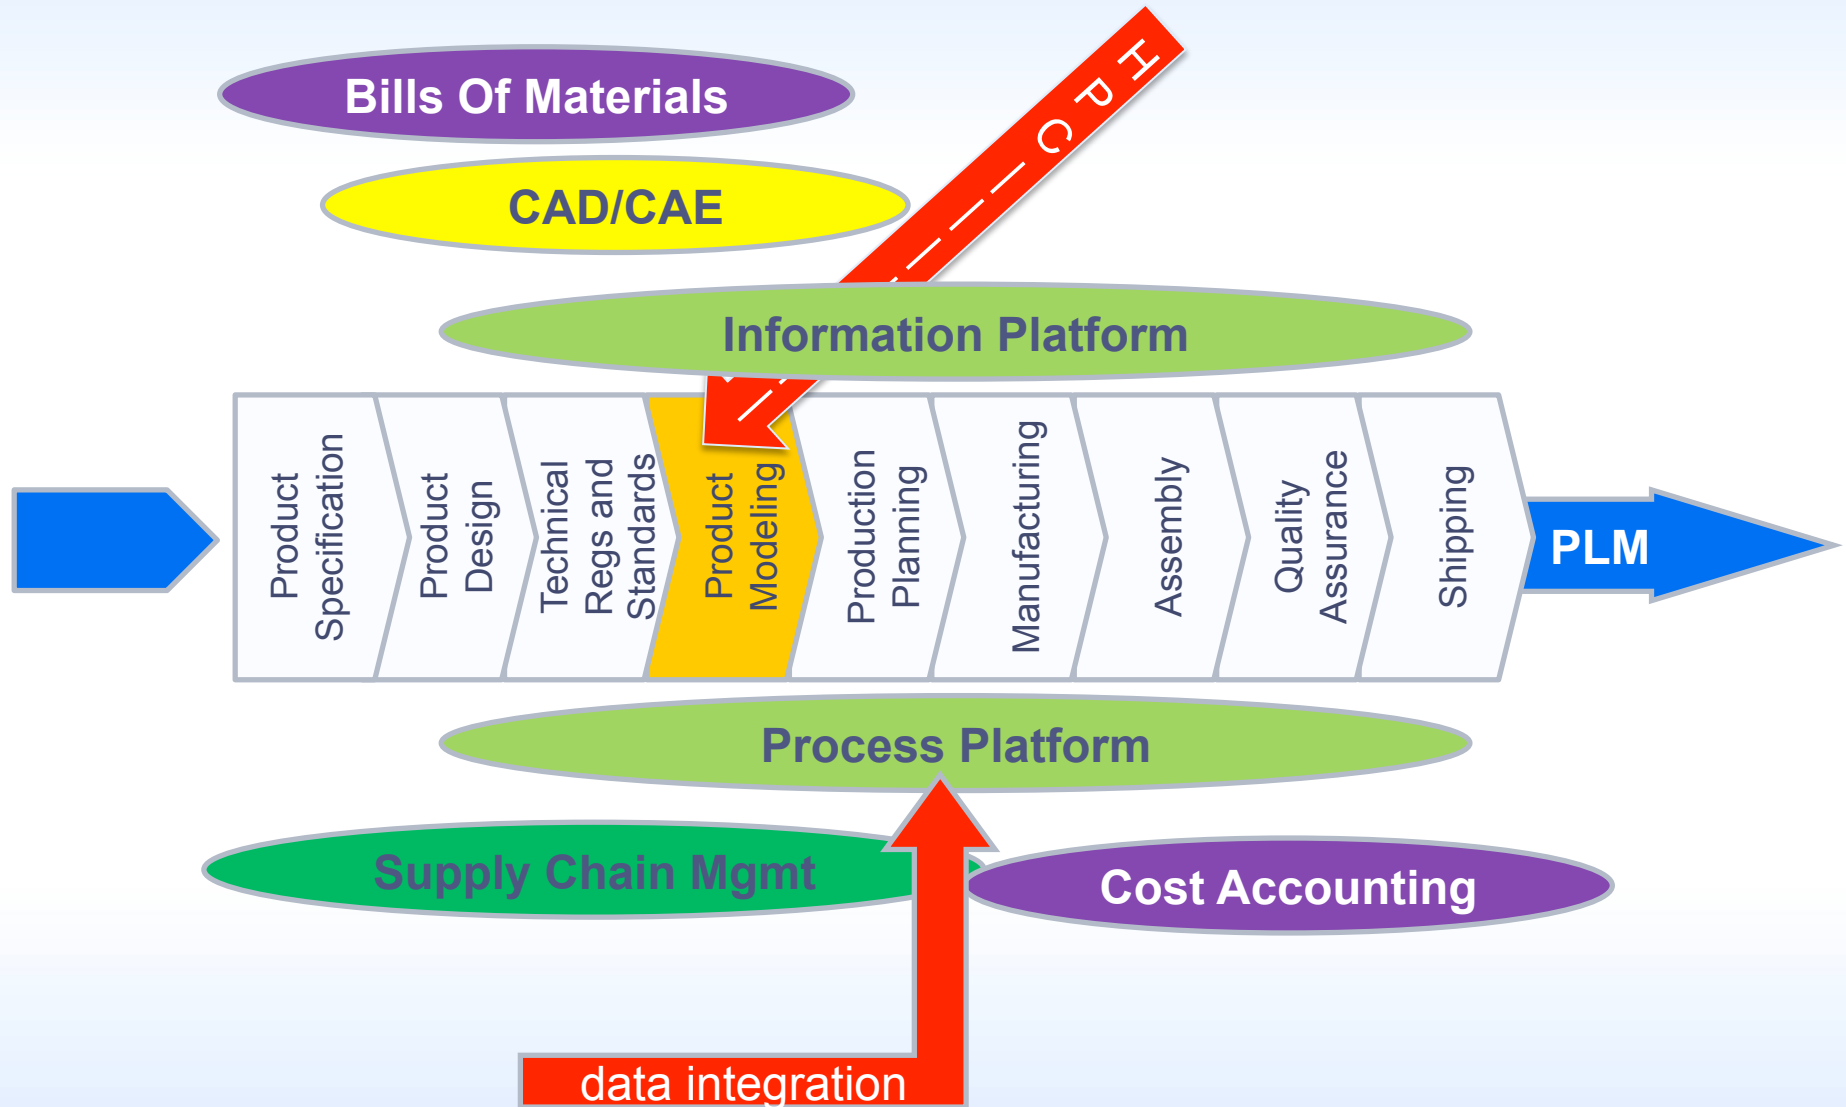 H P C
Bills Of Materials
CAD/CAE
Information Platform
Product
Specification
Product
Design
Technical
Regs and
Standards
Product
Modeling
Production
Planning
Manufacturing
Assembly
Quality
Assurance
Shipping
PLM
Process Platform
Supply Chain Mgmt
Cost Accounting
data integration